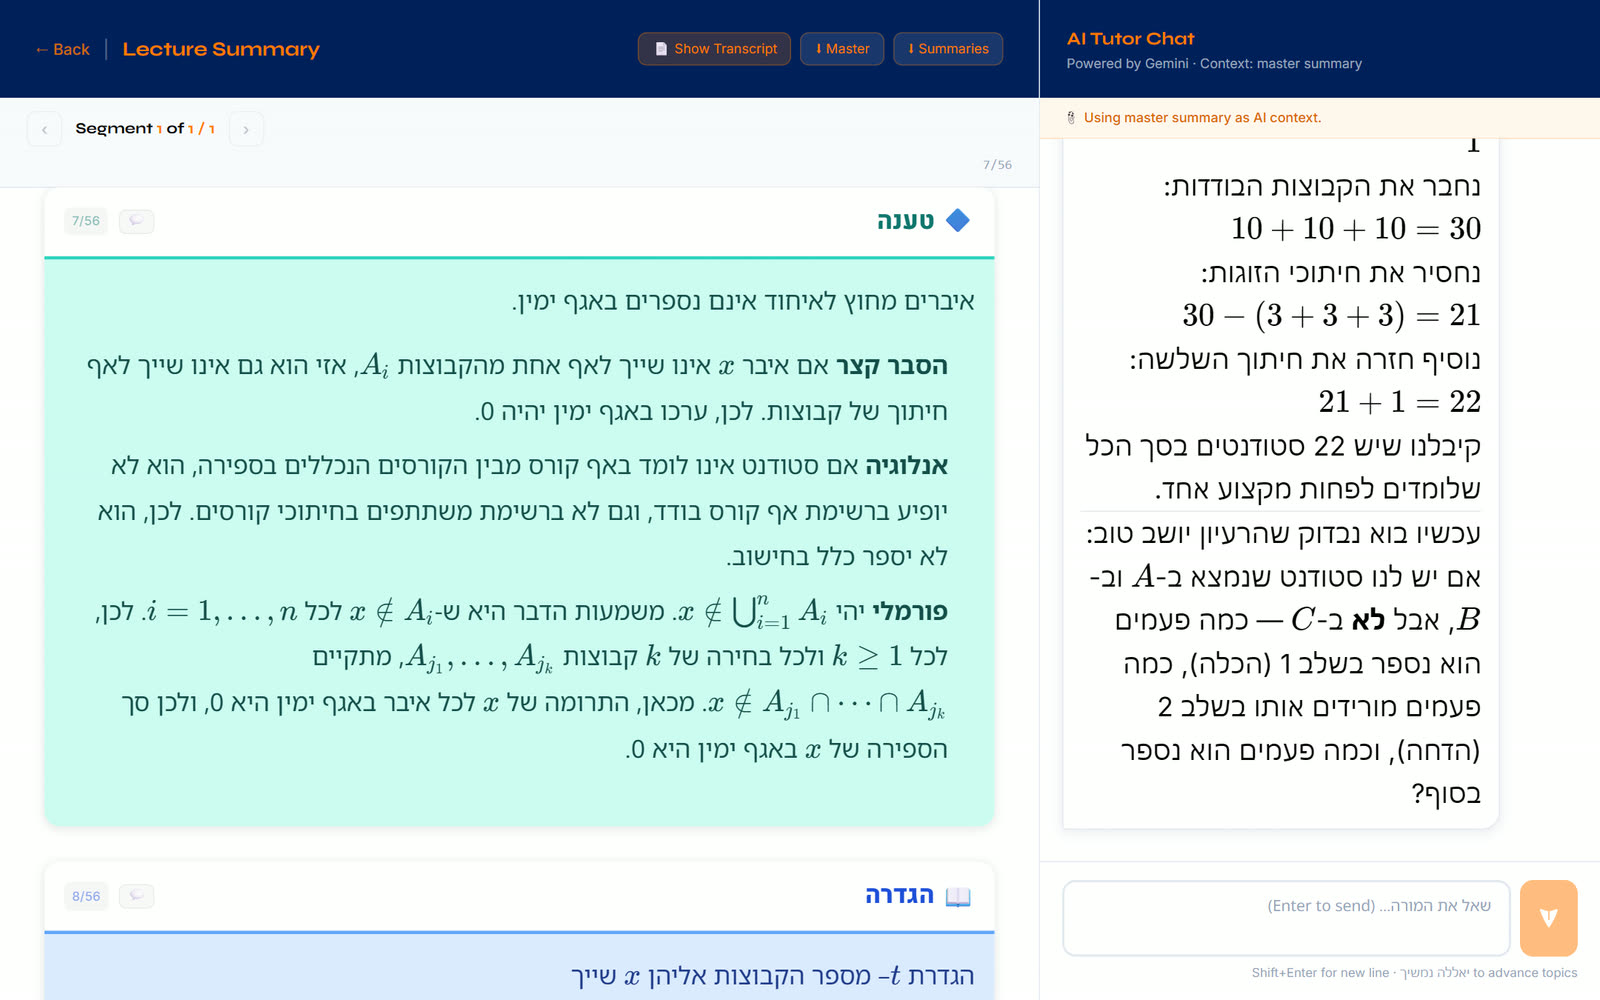 ← Back
Lecture Summary
Show Transcript
⬇ Master
⬇ Summaries
‹
Segment 1 of 1 / 1
›
7/56
🔷 טענה
7/56
איברים מחוץ לאיחוד אינם נספרים באגף ימין.
הסבר קצר אם איבר x אינו שייך לאף אחת מהקבוצות A_i, אזי הוא גם אינו שייך לאף
חיתוך של קבוצות. לכן, ערכו באגף ימין יהיה 0.
אנלוגיה אם סטודנט אינו לומד באף קורס מבין הקורסים הנכללים בספירה, הוא לא
יופיע ברשימת אף קורס בודד, וגם לא ברשימת משתתפים בחיתוכי קורסים. לכן, הוא
לא יספר כלל בחישוב.
פורמלי יהי x ∉ ⋃_{i=1}^{n} A_i. משמעות הדבר היא ש-x ∉ A_i לכל i = 1, . . . , n. לכן,
לכל k ≥ 1 ולכל בחירה של k קבוצות A_{j_1}, . . . , A_{j_k}, מתקיים
x ∉ A_{j_1} ∩ · · · ∩ A_{j_k}. מכאן, התרומה של x לכל איבר באגף ימין היא 0, ולכן סך
הספירה של x באגף ימין היא 0.
📖 הגדרה
8/56
הגדרת t– מספר הקבוצות אליהן x שייך
AI Tutor Chat
Powered by Gemini · Context: master summary
Using master summary as AI context.
1
נחבר את הקבוצות הבודדות:
10 + 10 + 10 = 30
נחסיר את חיתוכי הזוגות:
30 − (3 + 3 + 3) = 21
נוסיף חזרה את חיתוך השלשה:
21 + 1 = 22
קיבלנו שיש 22 סטודנטים בסך הכל
שלומדים לפחות מקצוע אחד.
עכשיו בוא נבדוק שהרעיון יושב טוב:
אם יש לנו סטודנט שנמצא ב-A וב-
B, אבל לא ב-C — כמה פעמים
הוא נספר בשלב 1 (הכלה), כמה
פעמים מורידים אותו בשלב 2
(הדחה), וכמה פעמים הוא נספר
בסוף?
שאל את המורה... (Enter to send)
Shift+Enter for new line · יאללה נמשיך to advance topics